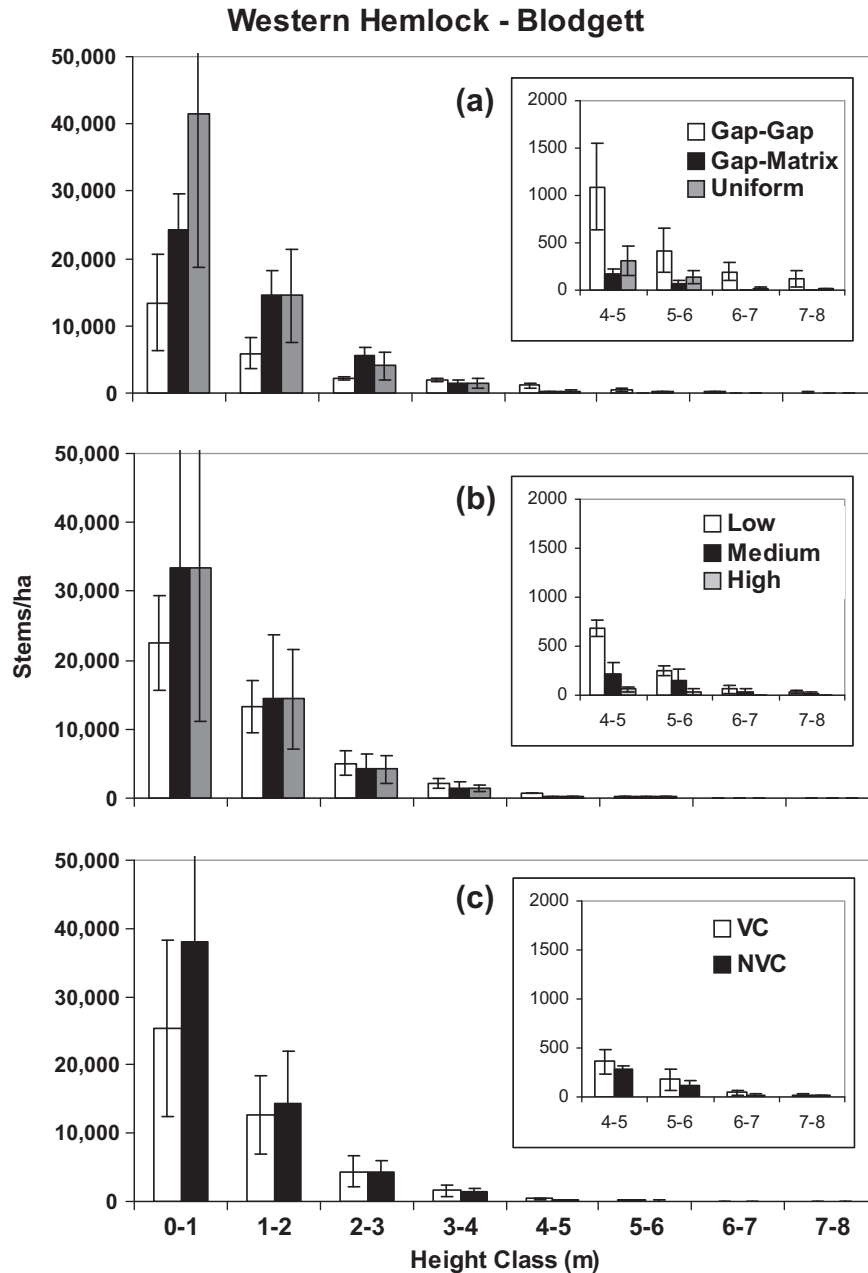 Western Hemlock - Blodgett
50,000
40,000
30,000
20,000
10,000
0
(a)
2000
1500
1000
500
0
Gap-Gap
Gap-Matrix
Uniform
4-5 5-6 6-7 7-8
Stems/ha
50,000
40,000
30,000
20,000
10,000
0
(b)
2000
1500
1000
500
0
Low
Medium
High
4-5 5-6 6-7 7-8
50,000
40,000
30,000
20,000
10,000
0
(c)
2000
1500
1000
500
0
VC
NVC
4-5 5-6 6-7 7-8
0-1 1-2 2-3 3-4 4-5 5-6 6-7 7-8
Height Class (m)